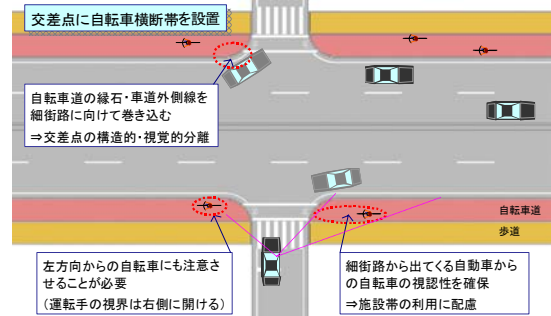 交差点に自転車横断帯を設置
自転車道の縁石・車道外側線を
細街路に向けて巻き込む
⇒交差点の構造的・視覚的分離
自転車道
歩道
左方向からの自転車にも注意さ
せることが必要
（運転手の視界は右側に開ける）
細街路から出てくる自動車から
の自転車の視認性を確保
⇒施設帯の利用に配慮